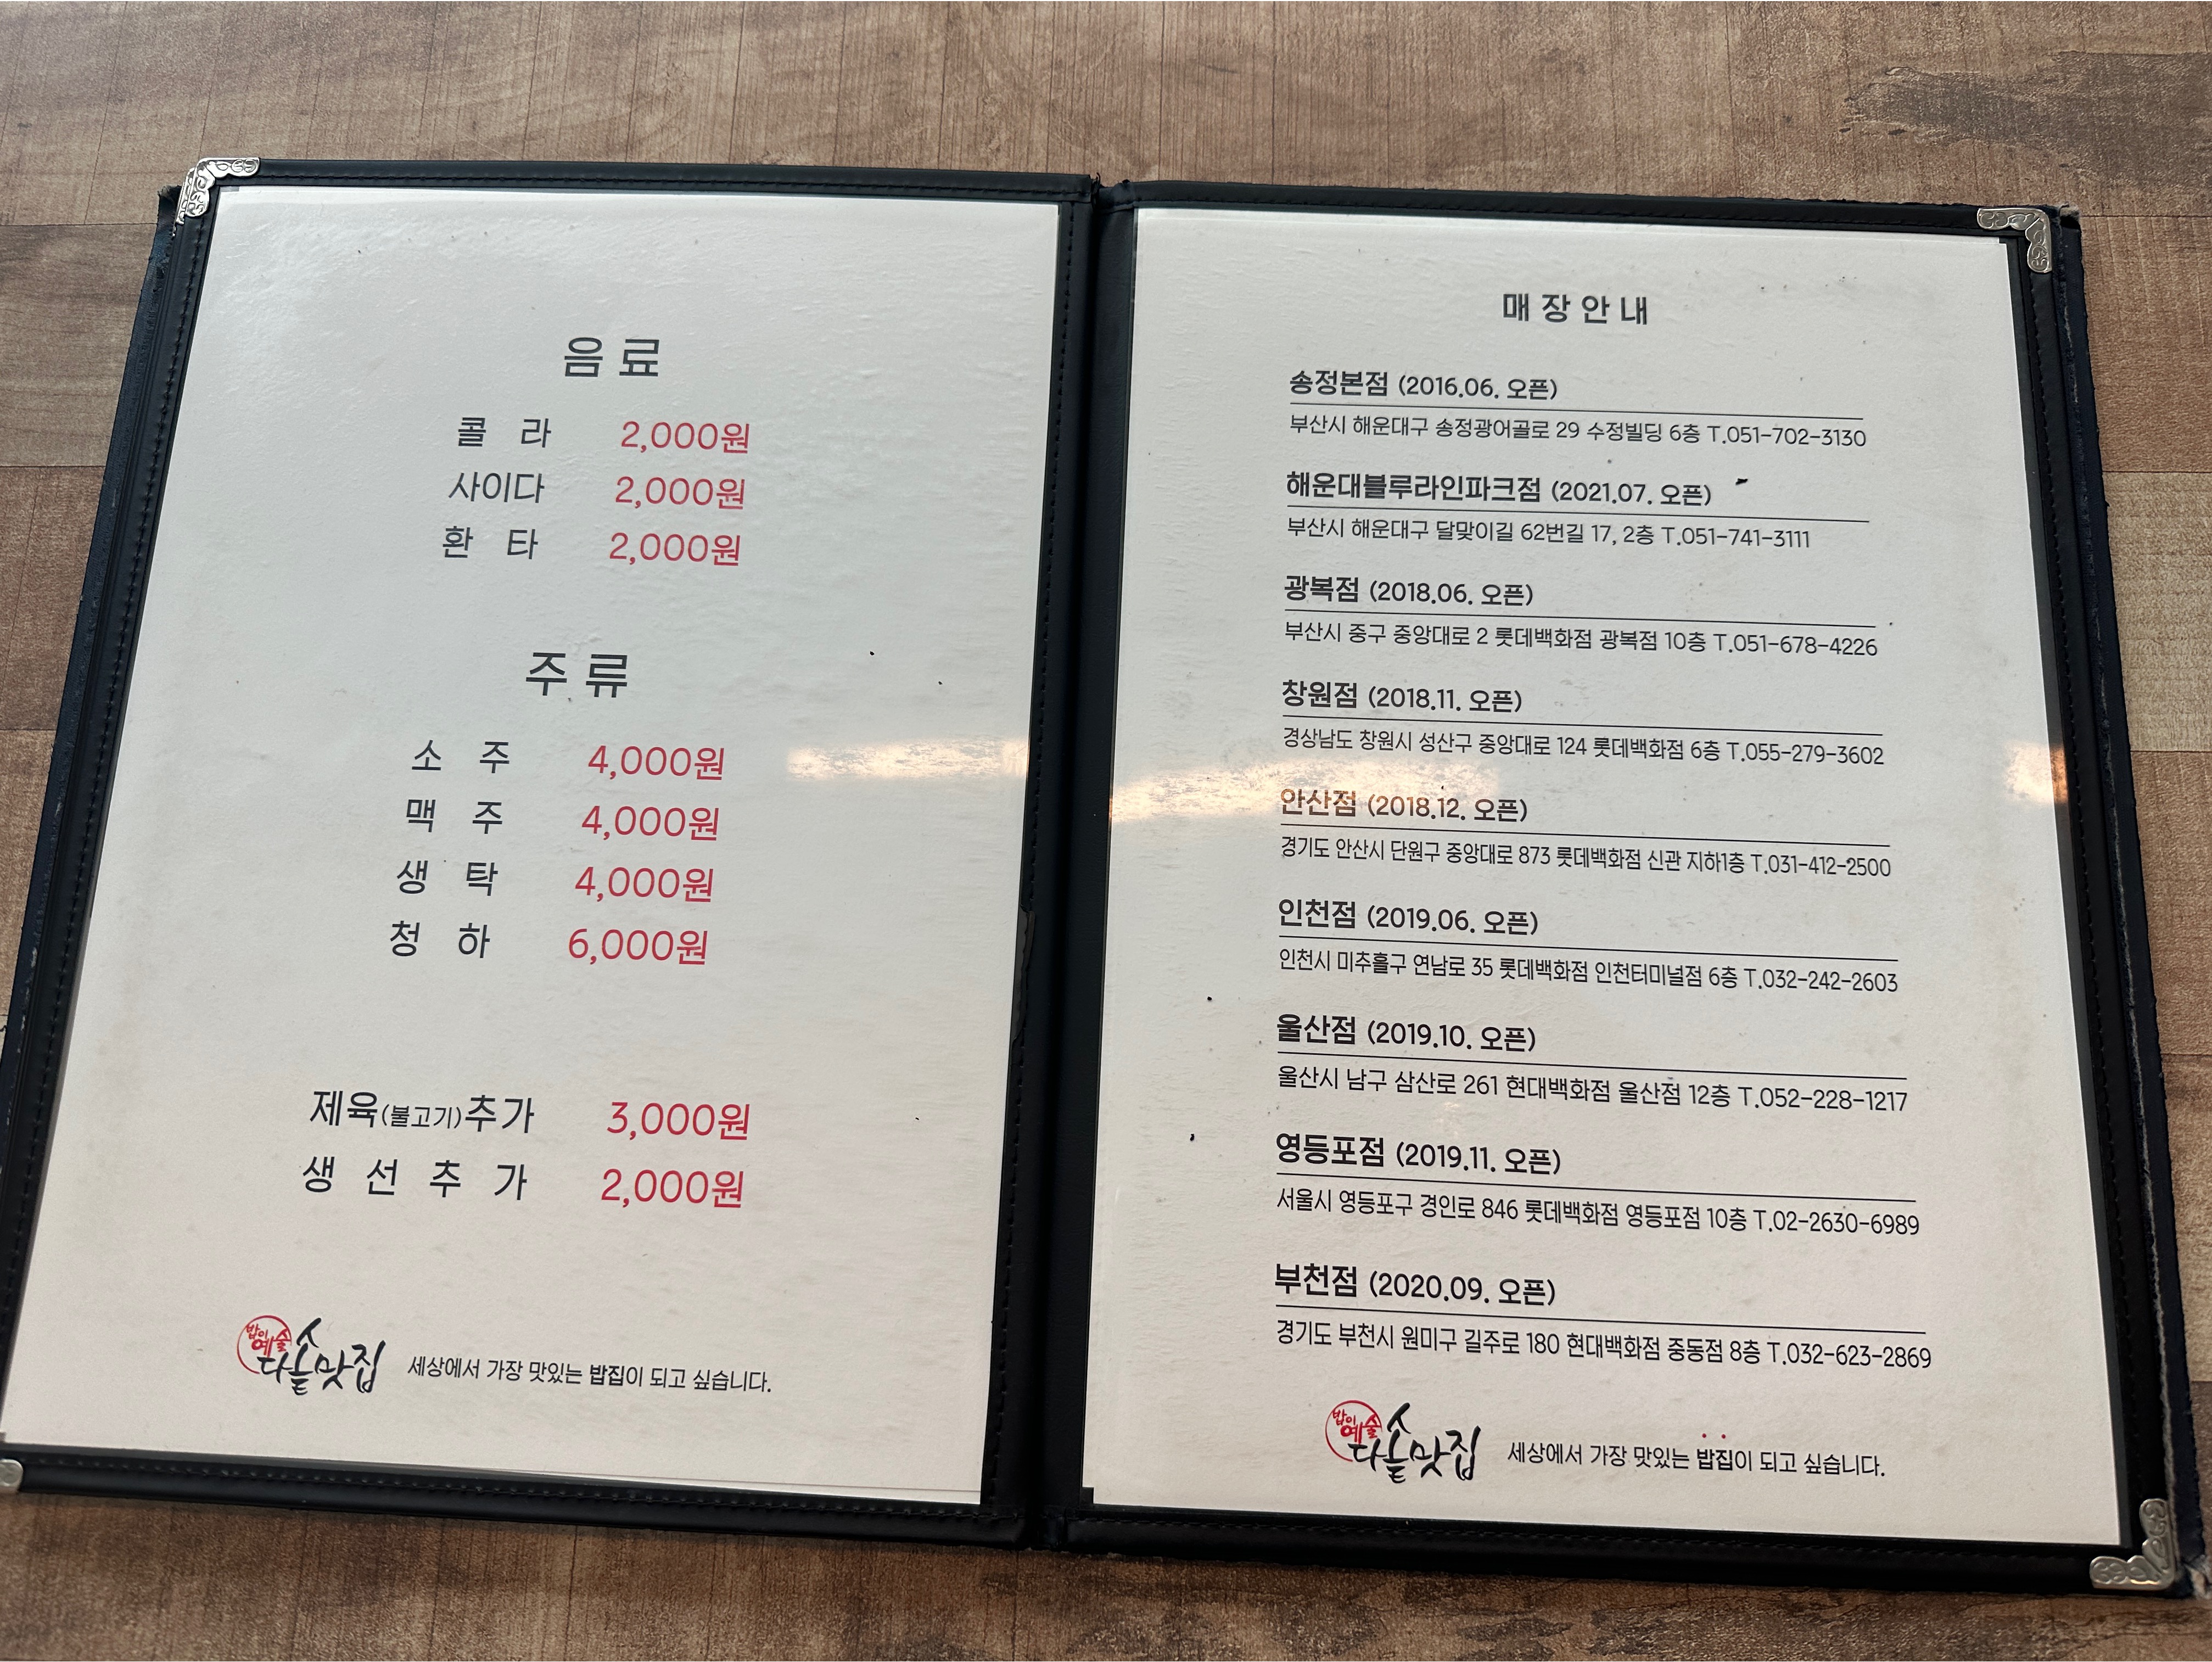 음료
콜 라 2,000원
사이다 2,000원
환 타 2,000원
주류
소 주 4,000원
맥 주 4,000원
생 탁 4,000원
청 하 6,000원
제육(불고기)추가 3,000원
생 선 추 가 2,000원
밥이
예술
다솥맛집 세상에서 가장 맛있는 밥집이 되고 싶습니다.
매장안내
송정본점 (2016.06. 오픈)
부산시 해운대구 송정광어골로 29 수정빌딩 6층 T.051-702-3130
해운대블루라인파크점 (2021.07. 오픈)
부산시 해운대구 달맞이길 62번길 17, 2층 T.051-741-3111
광복점 (2018.06. 오픈)
부산시 중구 중앙대로 2 롯데백화점 광복점 10층 T.051-678-4226
창원점 (2018.11. 오픈)
경상남도 창원시 성산구 중앙대로 124 롯데백화점 6층 T.055-279-3602
안산점 (2018.12. 오픈)
경기도 안산시 단원구 중앙대로 873 롯데백화점 신관 지하1층 T.031-412-2500
인천점 (2019.06. 오픈)
인천시 미추홀구 연남로 35 롯데백화점 인천터미널점 6층 T.032-242-2603
울산점 (2019.10. 오픈)
울산시 남구 삼산로 261 현대백화점 울산점 12층 T.052-228-1217
영등포점 (2019.11. 오픈)
서울시 영등포구 경인로 846 롯데백화점 영등포점 10층 T.02-2630-6989
부천점 (2020.09. 오픈)
경기도 부천시 원미구 길주로 180 현대백화점 중동점 8층 T.032-623-2869
밥이
예술
다솥맛집 세상에서 가장 맛있는 밥집이 되고 싶습니다.